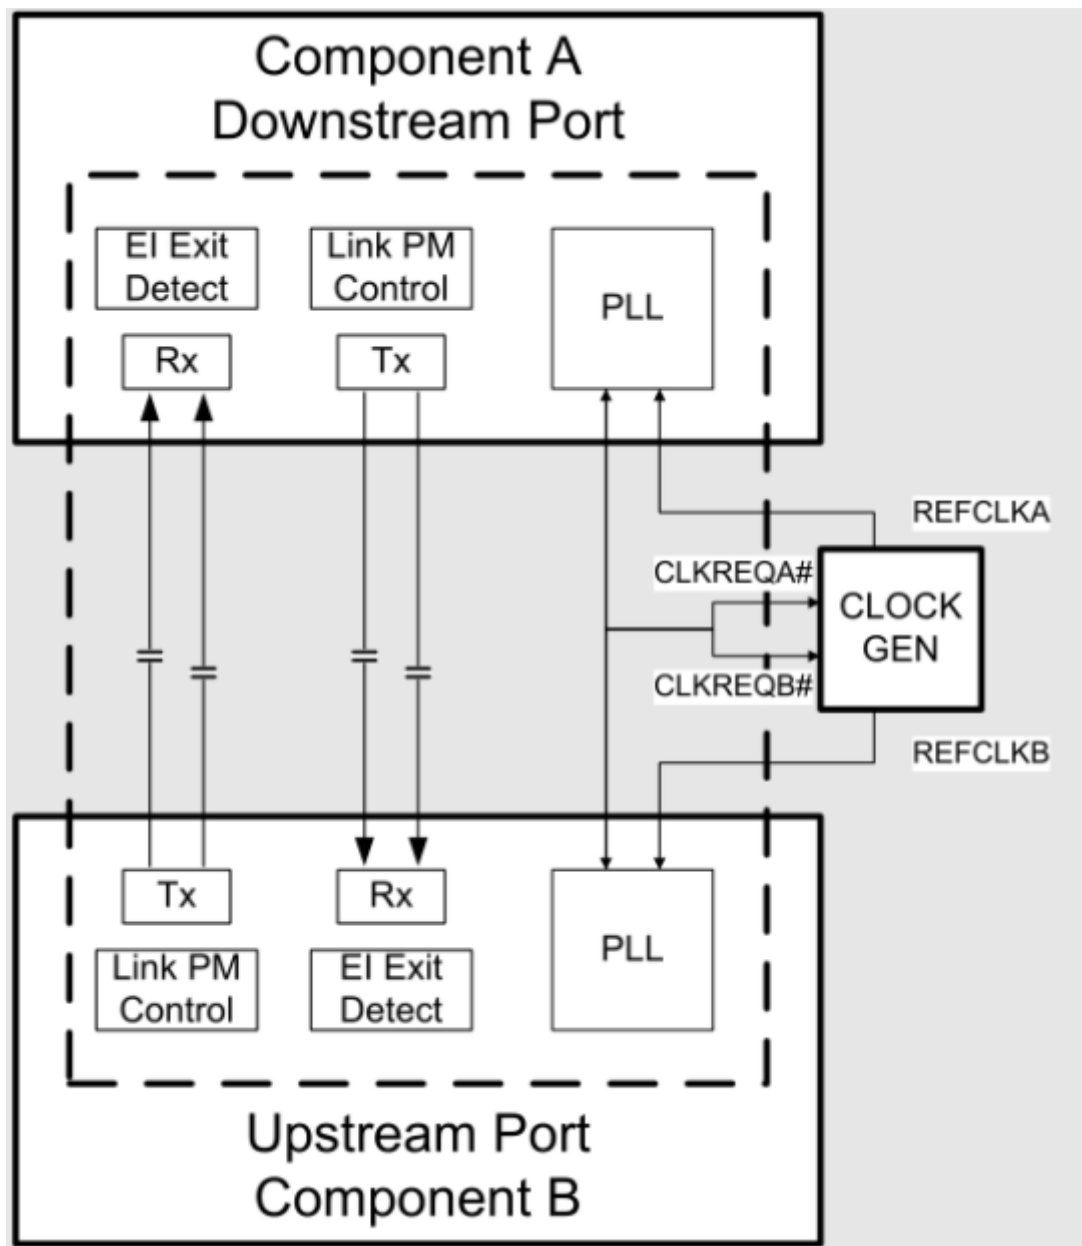 Component A
Downstream Port
EI Exit
Detect
Link PM
Control
PLL
Rx
Tx
REFCLKA
CLKREQA#
CLOCK
GEN
CLKREQB#
REFCLKB
Tx
Rx
PLL
Link PM
Control
EI Exit
Detect
Upstream Port
Component B